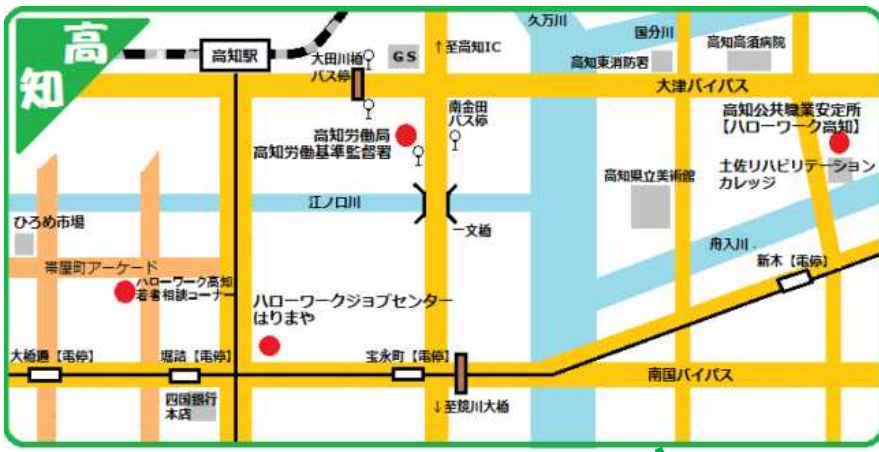 高
知
久万川
国分川
高知駅
大田川橋
バス停
GS
↑至高知IC
高知高須病院
高知東消防署
大津バイパス
南金田
バス停
高知公共職業安定所
【ハローワーク高知】
高知労働局
高知労働基準監督署
土佐リハビリテーション
カレッジ
高知県立美術館
江ノ口川
ひろめ市場
一文橋
舟入川
帯屋町アーケード
新木【電停】
ハローワーク高知
若者相談コーナー
ハローワークジョブセンター
はりまや
大橋通【電停】
堀詰【電停】
宝永町【電停】
南国バイパス
四国銀行
本店
↓至鏡川大橋